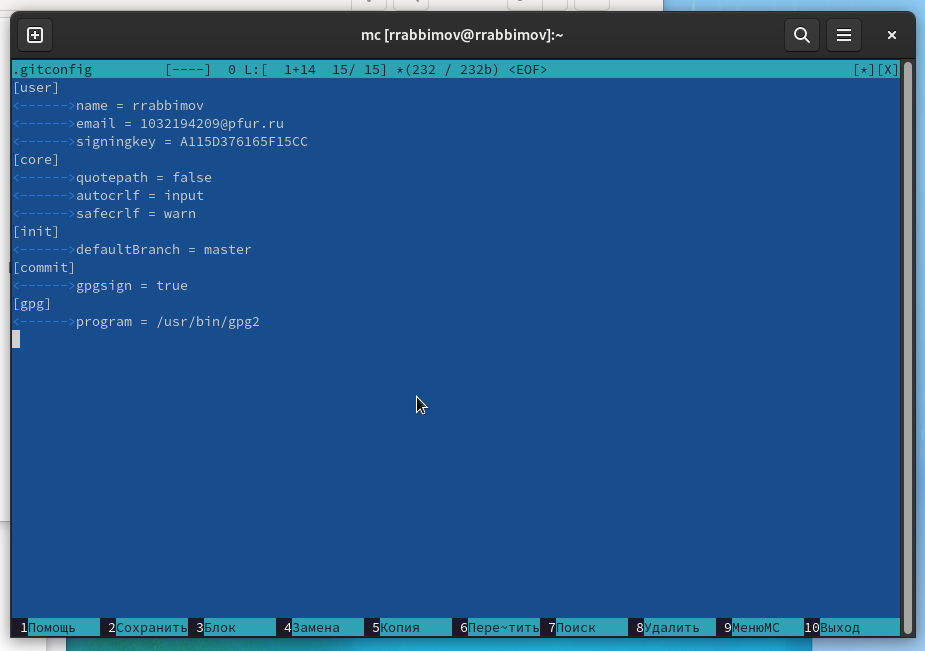 mc [rrabbimov@rrabbimov]:~
.gitconfig [----] 0 L:[ 1+14 15/ 15] *(232 / 232b) <EOF> [*][X]
[user]
<------>name = rrabbimov
<------>email = 1032194209@pfur.ru
<------>signingkey = A115D376165F15CC
[core]
<------>quotepath = false
<------>autocrlf = input
<------>safecrlf = warn
[init]
<------>defaultBranch = master
[commit]
<------>gpgsign = true
[gpg]
<------>program = /usr/bin/gpg2
1Помощь 2Сохранить 3Блок 4Замена 5Копия 6Пере~тить 7Поиск 8Удалить 9МенюMC 10Выход